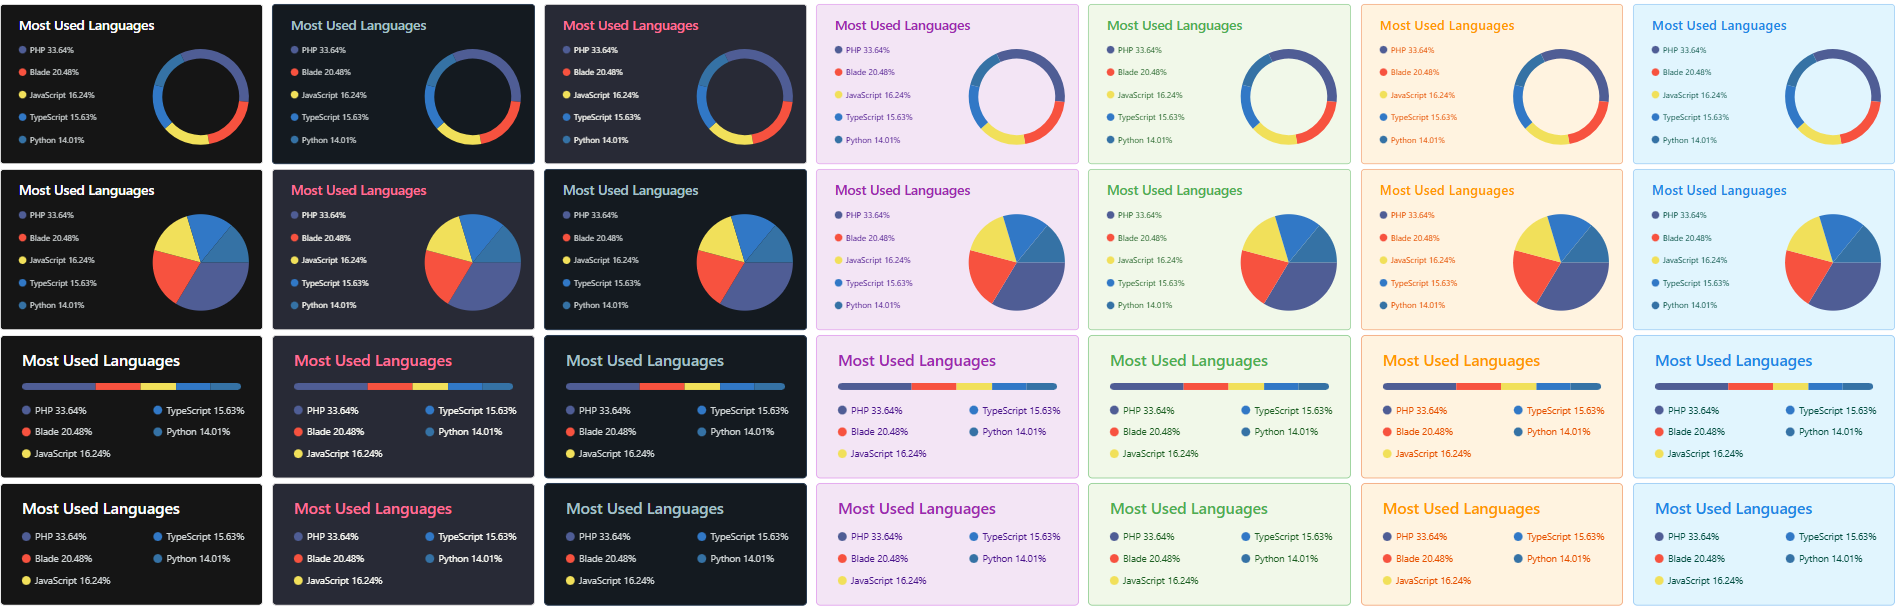 Most Used Languages
PHP 33.64%
Blade 20.48%
JavaScript 16.24%
TypeScript 15.63%
Python 14.01%
Most Used Languages
PHP 33.64%
Blade 20.48%
JavaScript 16.24%
TypeScript 15.63%
Python 14.01%
Most Used Languages
PHP 33.64%
Blade 20.48%
JavaScript 16.24%
TypeScript 15.63%
Python 14.01%
Most Used Languages
PHP 33.64%
Blade 20.48%
JavaScript 16.24%
TypeScript 15.63%
Python 14.01%
Most Used Languages
PHP 33.64%
Blade 20.48%
JavaScript 16.24%
TypeScript 15.63%
Python 14.01%
Most Used Languages
PHP 33.64%
Blade 20.48%
JavaScript 16.24%
TypeScript 15.63%
Python 14.01%
Most Used Languages
PHP 33.64%
Blade 20.48%
JavaScript 16.24%
TypeScript 15.63%
Python 14.01%
Most Used Languages
PHP 33.64%
Blade 20.48%
JavaScript 16.24%
TypeScript 15.63%
Python 14.01%
Most Used Languages
PHP 33.64%
Blade 20.48%
JavaScript 16.24%
TypeScript 15.63%
Python 14.01%
Most Used Languages
PHP 33.64%
Blade 20.48%
JavaScript 16.24%
TypeScript 15.63%
Python 14.01%
Most Used Languages
PHP 33.64%
Blade 20.48%
JavaScript 16.24%
TypeScript 15.63%
Python 14.01%
Most Used Languages
PHP 33.64%
Blade 20.48%
JavaScript 16.24%
TypeScript 15.63%
Python 14.01%
Most Used Languages
PHP 33.64%
Blade 20.48%
JavaScript 16.24%
TypeScript 15.63%
Python 14.01%
Most Used Languages
PHP 33.64%
Blade 20.48%
JavaScript 16.24%
TypeScript 15.63%
Python 14.01%
Most Used Languages
PHP 33.64%
Blade 20.48%
JavaScript 16.24%
TypeScript 15.63%
Python 14.01%
Most Used Languages
PHP 33.64%
Blade 20.48%
JavaScript 16.24%
TypeScript 15.63%
Python 14.01%
Most Used Languages
PHP 33.64%
Blade 20.48%
JavaScript 16.24%
TypeScript 15.63%
Python 14.01%
Most Used Languages
PHP 33.64%
Blade 20.48%
JavaScript 16.24%
TypeScript 15.63%
Python 14.01%
Most Used Languages
PHP 33.64%
Blade 20.48%
JavaScript 16.24%
TypeScript 15.63%
Python 14.01%
Most Used Languages
PHP 33.64%
Blade 20.48%
JavaScript 16.24%
TypeScript 15.63%
Python 14.01%
Most Used Languages
PHP 33.64%
Blade 20.48%
JavaScript 16.24%
TypeScript 15.63%
Python 14.01%
Most Used Languages
PHP 33.64%
Blade 20.48%
JavaScript 16.24%
TypeScript 15.63%
Python 14.01%
Most Used Languages
PHP 33.64%
Blade 20.48%
JavaScript 16.24%
TypeScript 15.63%
Python 14.01%
Most Used Languages
PHP 33.64%
Blade 20.48%
JavaScript 16.24%
TypeScript 15.63%
Python 14.01%
Most Used Languages
PHP 33.64%
Blade 20.48%
JavaScript 16.24%
TypeScript 15.63%
Python 14.01%
Most Used Languages
PHP 33.64%
Blade 20.48%
JavaScript 16.24%
TypeScript 15.63%
Python 14.01%
Most Used Languages
PHP 33.64%
Blade 20.48%
JavaScript 16.24%
TypeScript 15.63%
Python 14.01%
Most Used Languages
PHP 33.64%
Blade 20.48%
JavaScript 16.24%
TypeScript 15.63%
Python 14.01%